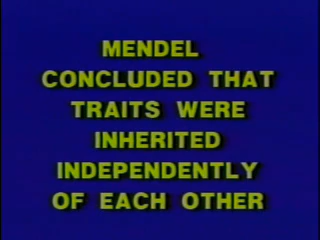 MENDEL
CONCLUDED THAT
TRAITS WERE
INHERITED
INDEPENDENTLY
OF EACH OTHER